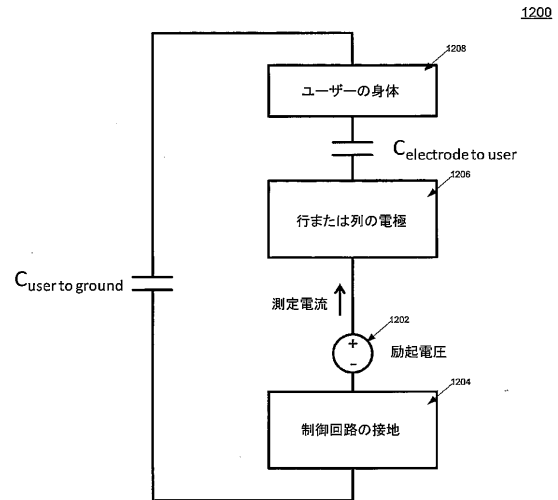 1200
1208
ユーザーの身体
Celectrode to user
1206
行または列の電極
Cuser to ground
測定電流
1202
+
励起電圧
-
1204
制御回路の接地